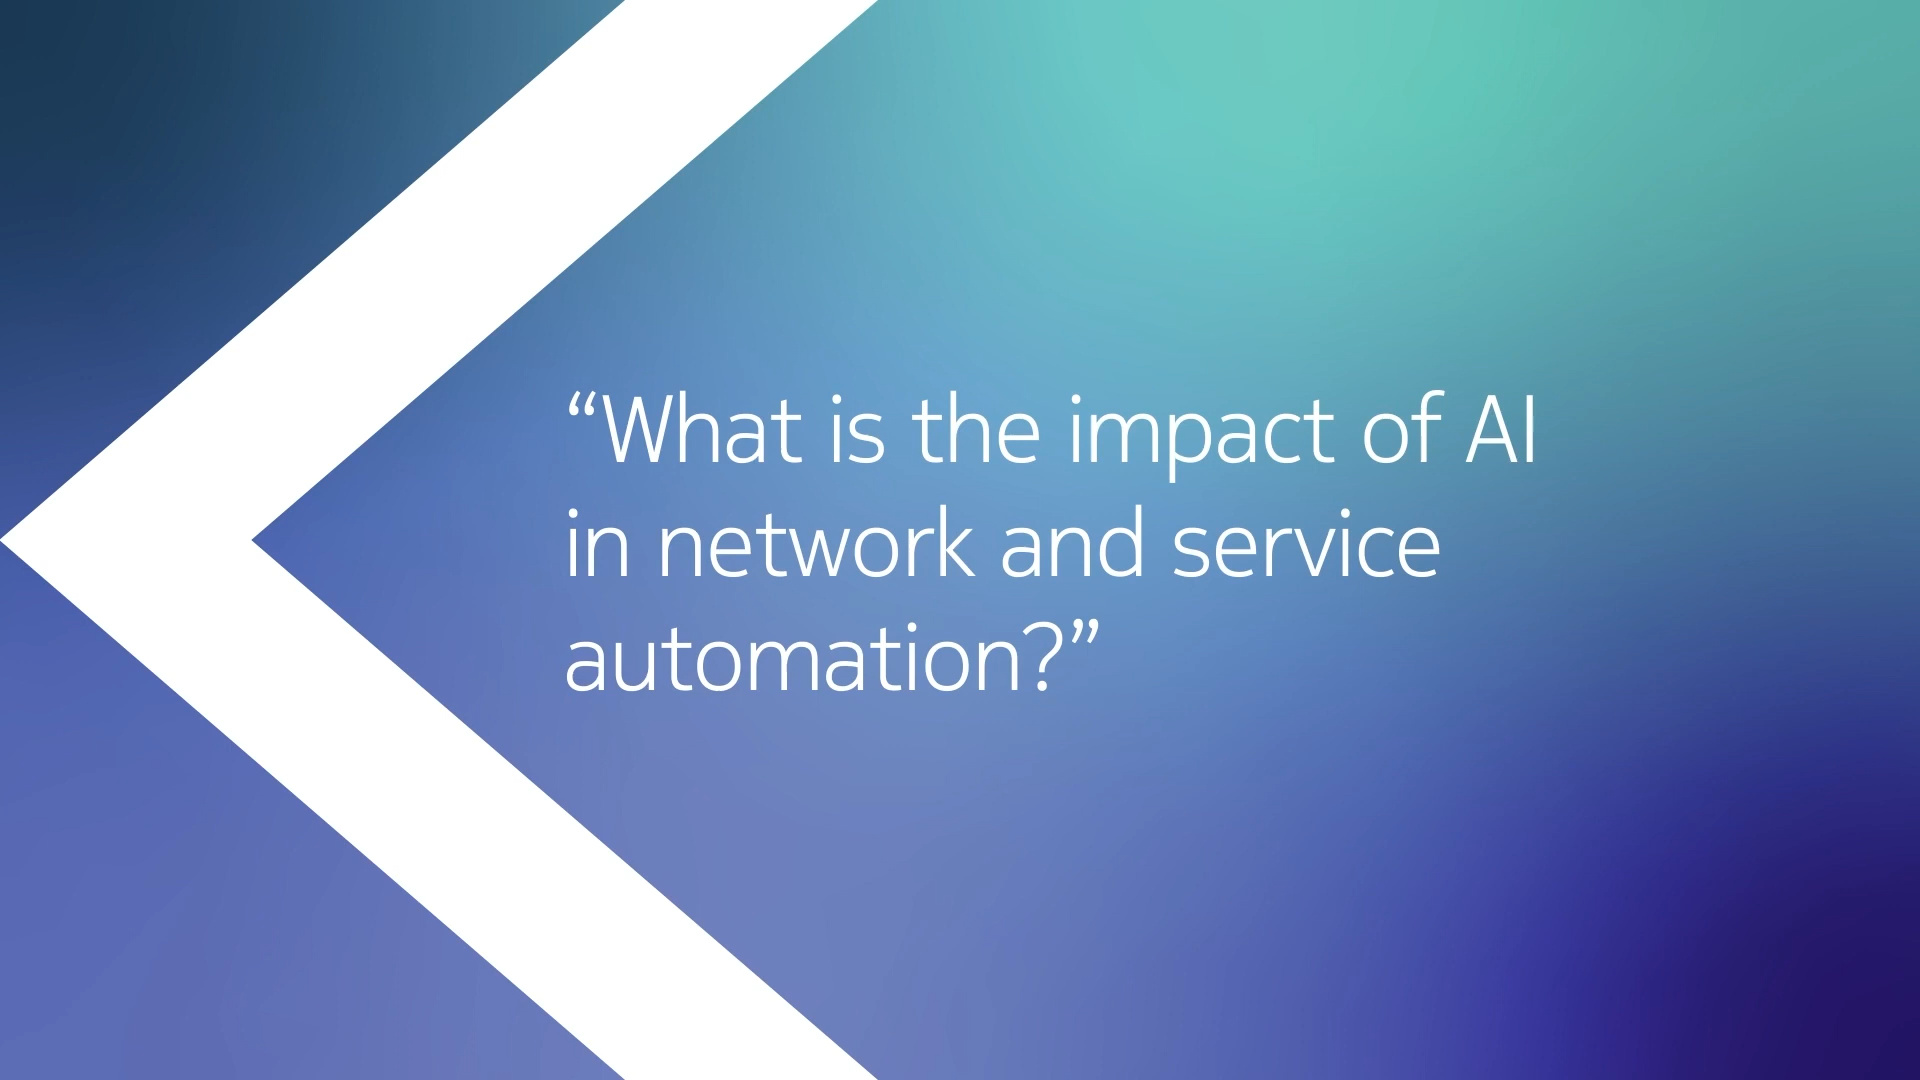 “What is the impact of AI
in network and service
automation?”